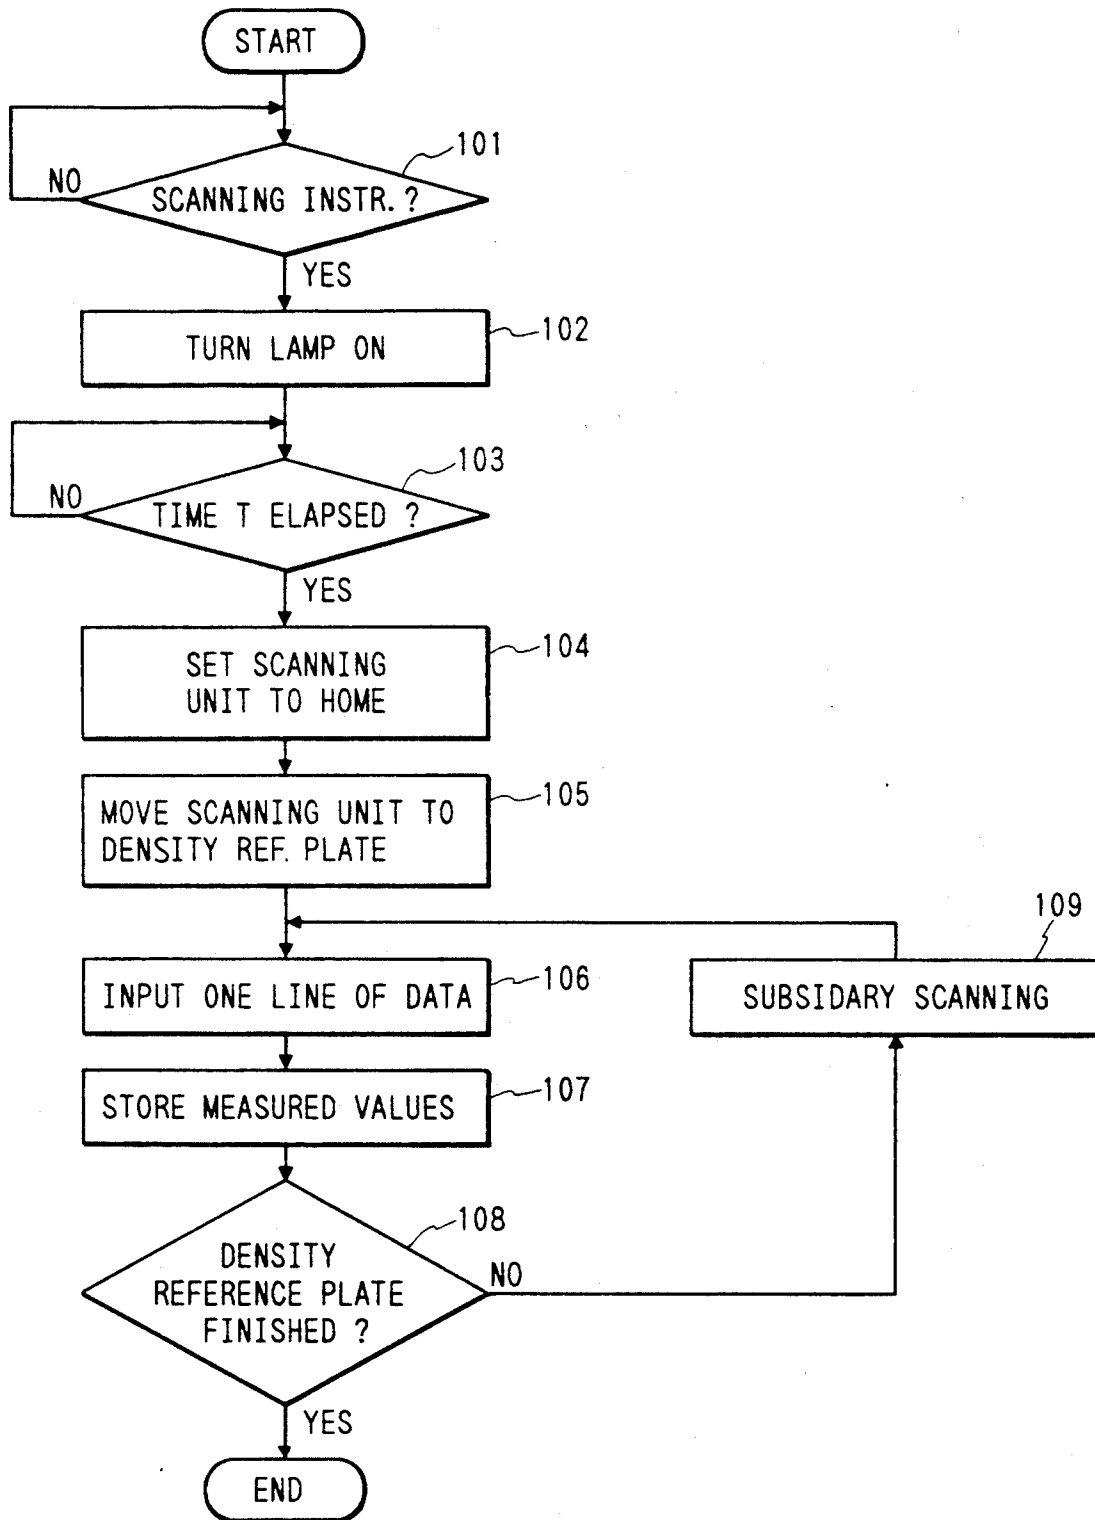 START
101
NO
SCANNING INSTR. ?
YES
102
TURN LAMP ON
103
NO
TIME T ELAPSED ?
YES
104
SET SCANNING
UNIT TO HOME
105
MOVE SCANNING UNIT TO
DENSITY REF. PLATE
109
106
INPUT ONE LINE OF DATA
SUBSIDARY SCANNING
107
STORE MEASURED VALUES
108
DENSITY
REFERENCE PLATE
FINISHED ?
NO
YES
END